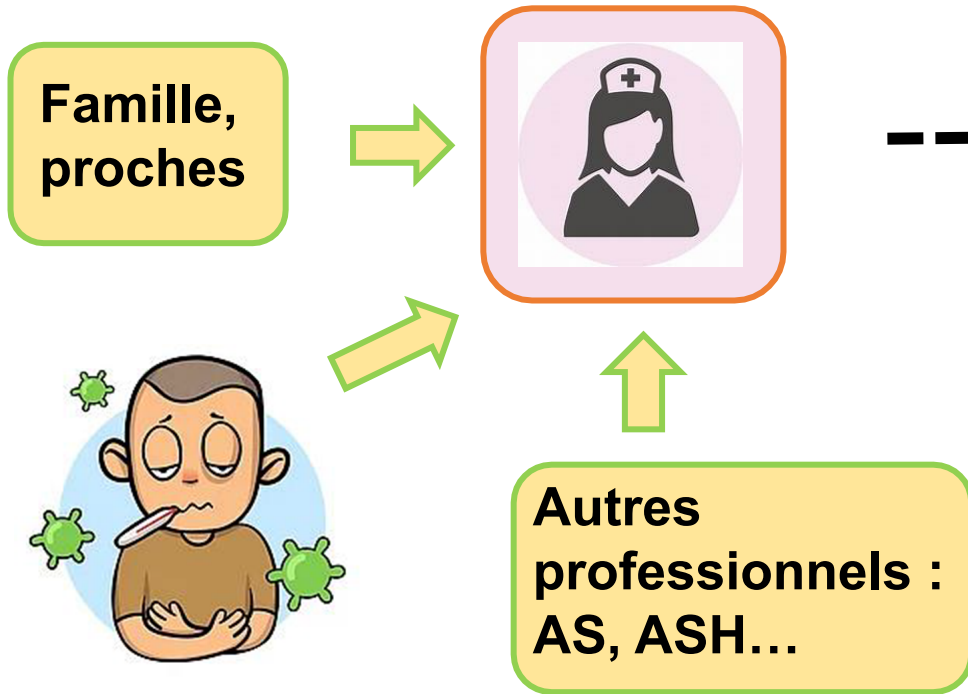 Famille,
proches
Autres
professionnels :
AS, ASH…